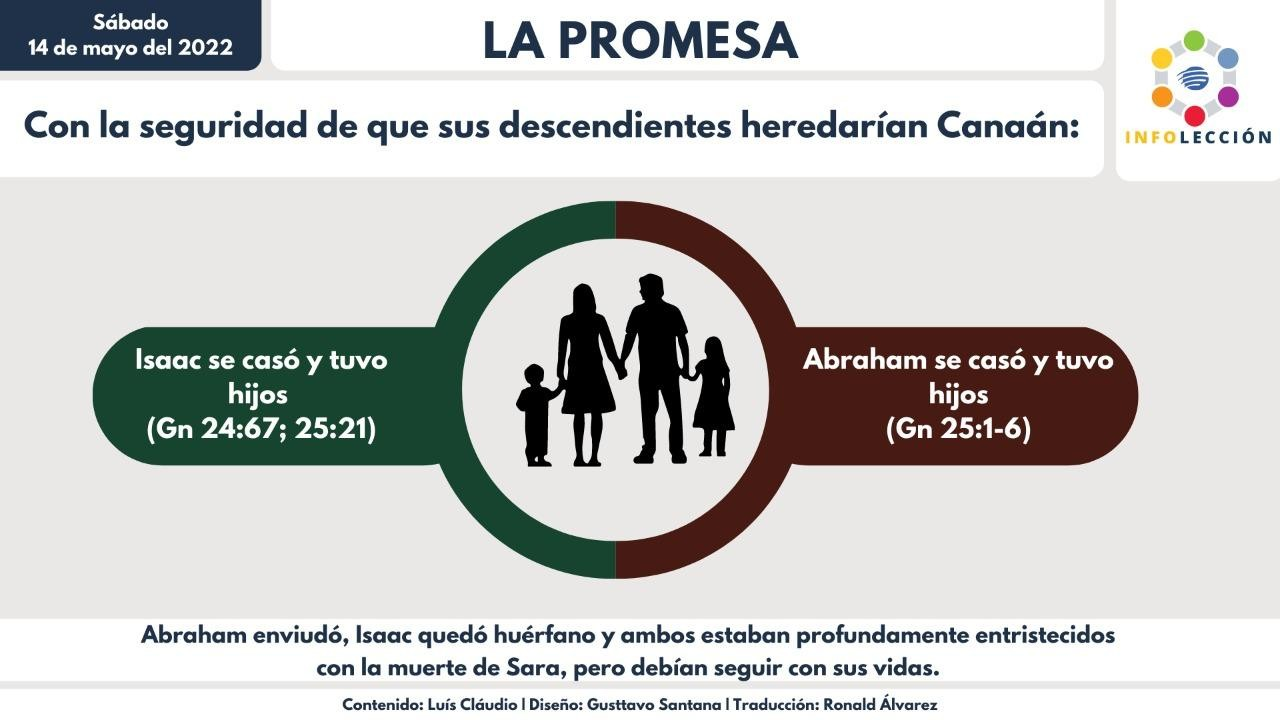 Sábado
14 de mayo del 2022
LA PROMESA
Con la seguridad de que sus descendientes heredarían Canaán:
INFOLECCIÓN
Isaac se casó y tuvo
hijos
(Gn 24:67; 25:21)
Abraham se casó y tuvo
hijos
(Gn 25:1-6)
Abraham enviudó, Isaac quedó huérfano y ambos estaban profundamente entristecidos
con la muerte de Sara, pero debían seguir con sus vidas.
Contenido: Luís Cláudio | Diseño: Gusttavo Santana | Traducción: Ronald Álvarez